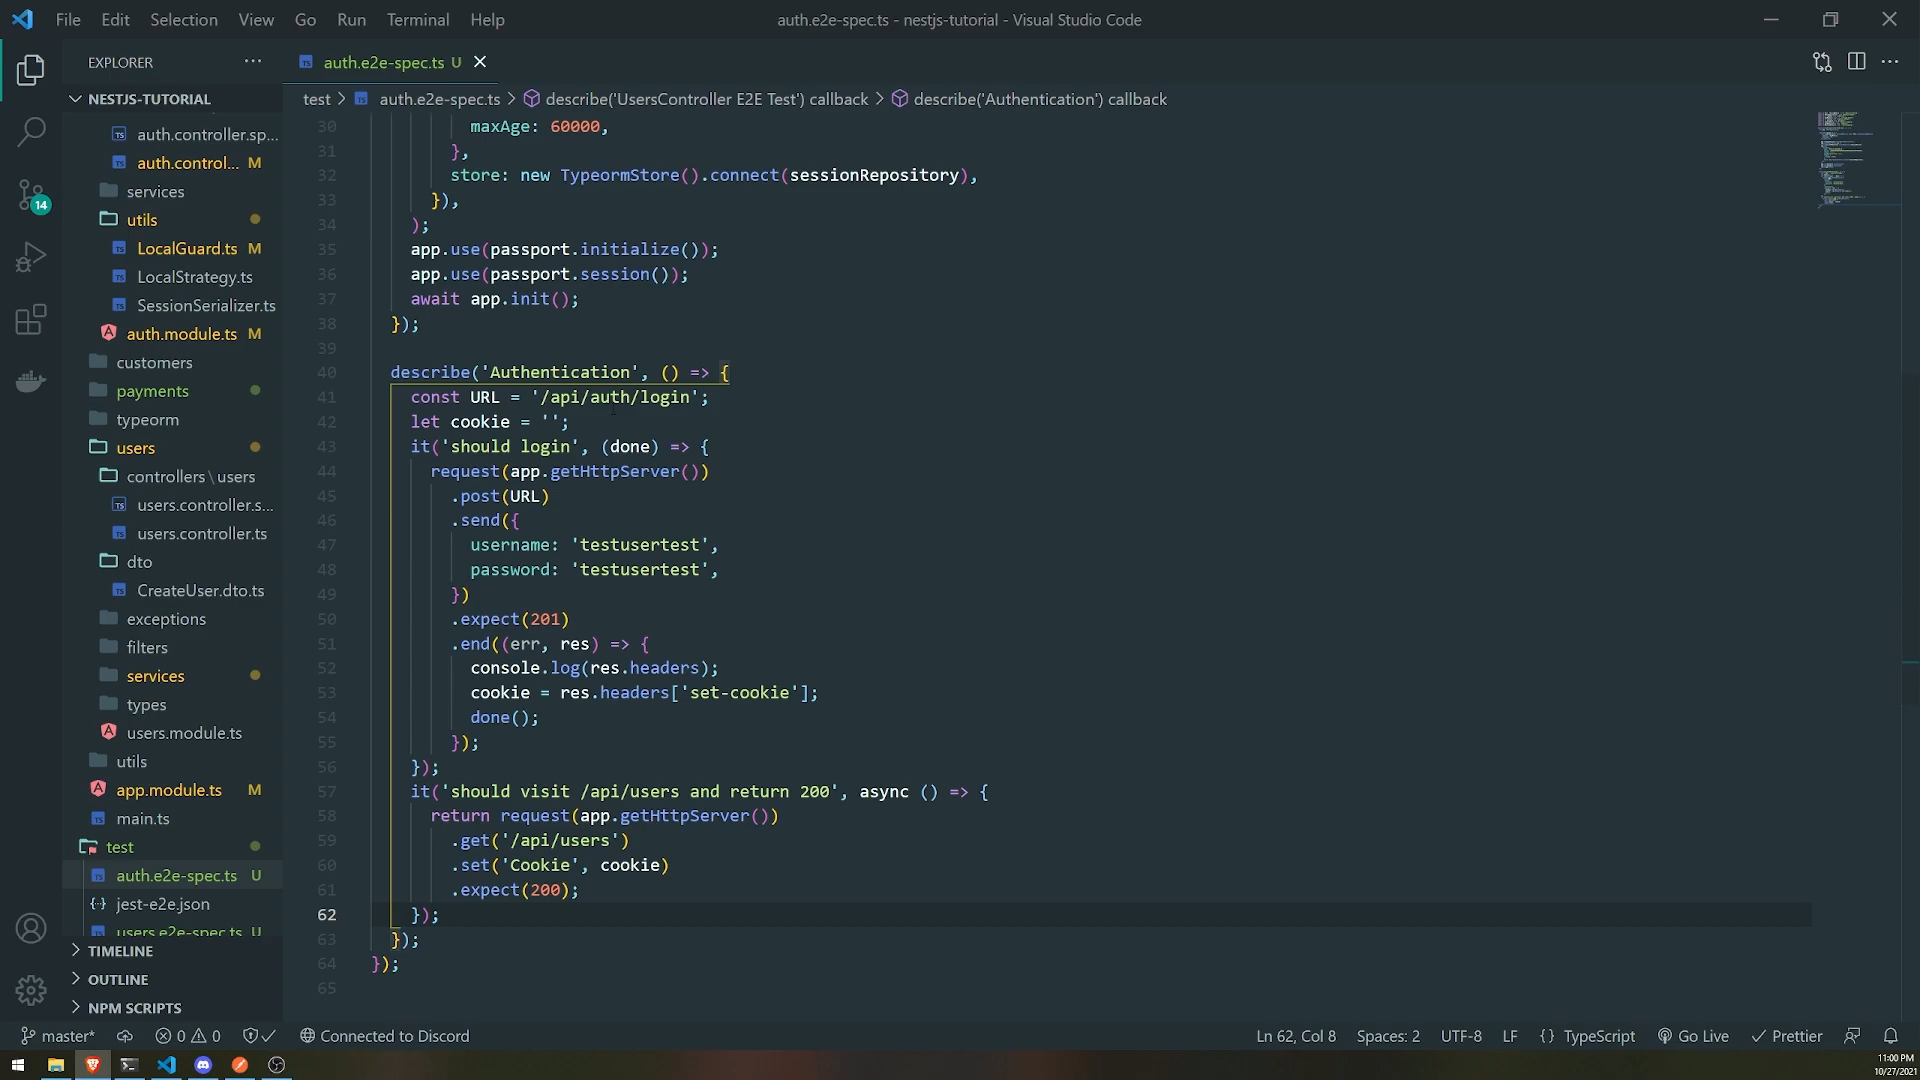 File Edit Selection View Go Run Terminal Help
auth.e2e-spec.ts - nestjs-tutorial - Visual Studio Code
EXPLORER
NESTJS-TUTORIAL
auth.controller.sp...
auth.control... M
services
utils
LocalGuard.ts M
LocalStrategy.ts
SessionSerializer.ts
auth.module.ts M
customers
payments
typeorm
users
controllers\users
users.controller.s...
users.controller.ts
dto
CreateUser.dto.ts
exceptions
filters
services
types
users.module.ts
utils
app.module.ts M
main.ts
test
auth.e2e-spec.ts U
jest-e2e.json
users.e2e-spec.ts U
TIMELINE
OUTLINE
NPM SCRIPTS
14
auth.e2e-spec.ts U
test > auth.e2e-spec.ts > describe('UsersController E2E Test') callback > describe('Authentication') callback
30 maxAge: 60000,
31 },
32 store: new TypeormStore().connect(sessionRepository),
33 }),
34 );
35 app.use(passport.initialize());
36 app.use(passport.session());
37 await app.init();
38 });
39
40 describe('Authentication', () => {
41 const URL = '/api/auth/login';
42 let cookie = '';
43 it('should login', (done) => {
44 request(app.getHttpServer())
45 .post(URL)
46 .send({
47 username: 'testusertest',
48 password: 'testusertest',
49 })
50 .expect(201)
51 .end((err, res) => {
52 console.log(res.headers);
53 cookie = res.headers['set-cookie'];
54 done();
55 });
56 });
57 it('should visit /api/users and return 200', async () => {
58 return request(app.getHttpServer())
59 .get('/api/users')
60 .set('Cookie', cookie)
61 .expect(200);
62 });
63 });
64 });
65
master* 0 0 Connected to Discord Ln 62, Col 8 Spaces: 2 UTF-8 LF {} TypeScript Go Live Prettier
11:00 PM
10/27/2021